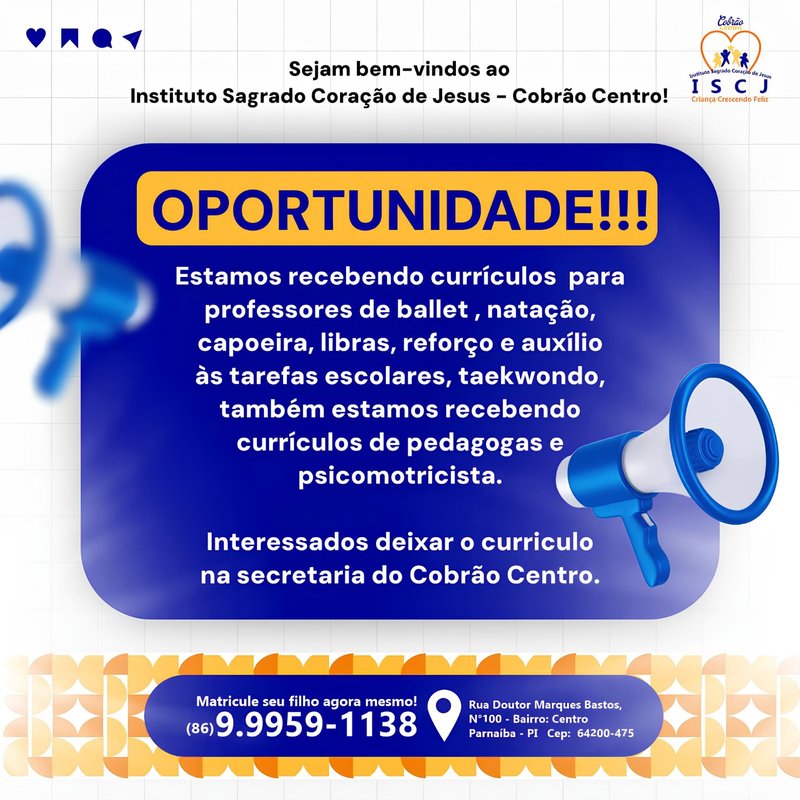 Sejam bem-vindos ao
Instituto Sagrado Coração de Jesus - Cobrão Centro!
Cobrão
Centro
Instituto Sagrado Coração de Jesus
I S C J
Criança Crescendo Feliz
OPORTUNIDADE!!!
Estamos recebendo currículos para
professores de ballet , natação,
capoeira, libras, reforço e auxílio
às tarefas escolares, taekwondo,
também estamos recebendo
currículos de pedagogas e
psicomotricista.
Interessados deixar o curriculo
na secretaria do Cobrão Centro.
Matricule seu filho agora mesmo!
(86)9.9959-1138
Rua Doutor Marques Bastos,
N°100 - Bairro: Centro
Parnaíba - PI Cep: 64200-475